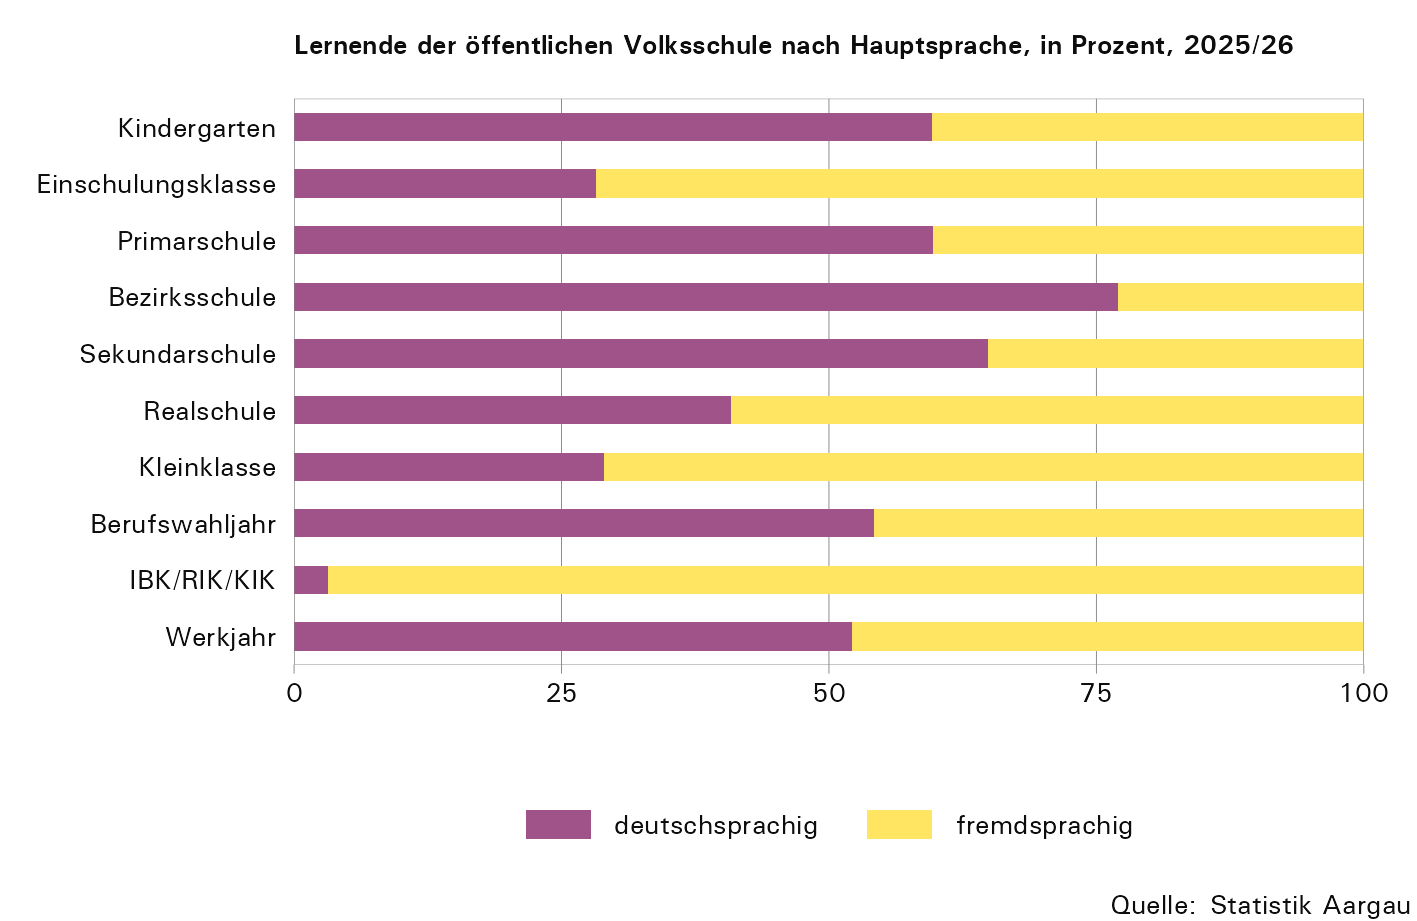 Lernende der öffentlichen Volksschule nach Hauptsprache, in Prozent, 2025/26
Kindergarten
Einschulungsklasse
Primarschule
Bezirksschule
Sekundarschule
Realschule
Kleinklasse
Berufswahljahr
IBK/RIK/KIK
Werkjahr
0 25 50 75 100
deutschsprachig fremdsprachig
Quelle: Statistik Aargau